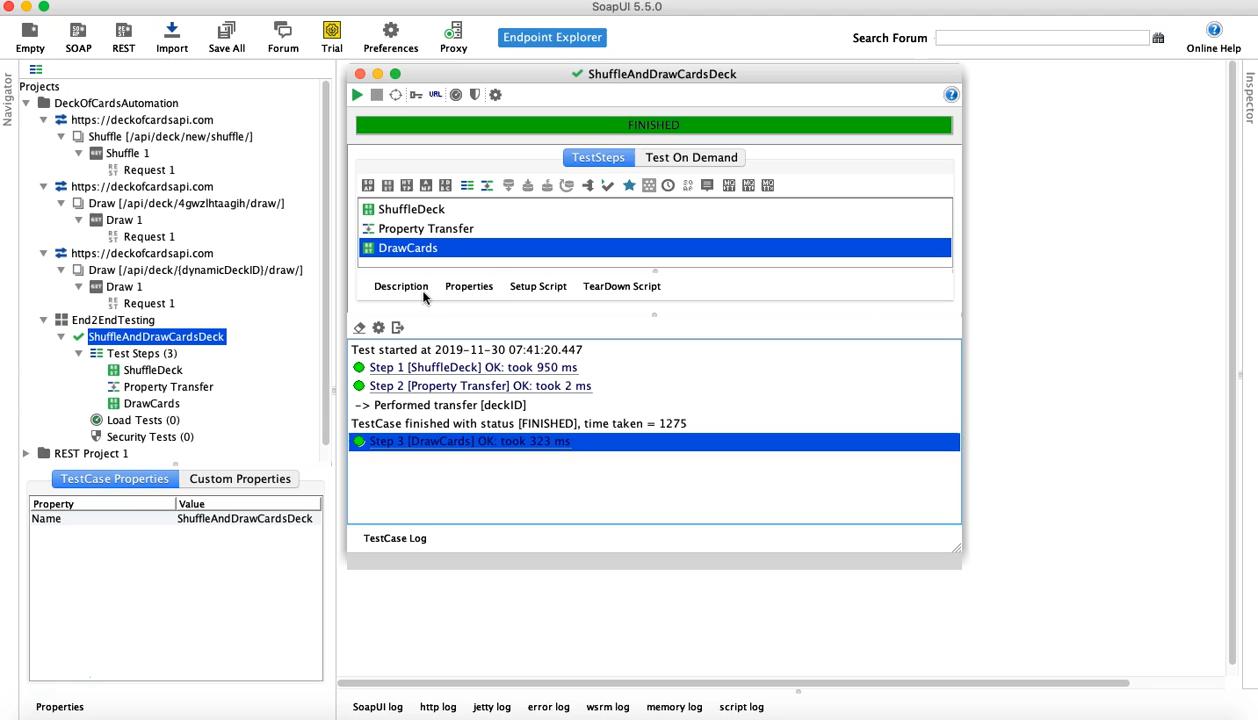 SoapUI 5.5.0
Empty
SOAP
REST
Import
Save All
Forum
Trial
Preferences
Proxy
Endpoint Explorer
Search Forum
Online Help
Navigator
Projects
DeckOfCardsAutomation
https://deckofcardsapi.com
Shuffle [/api/deck/new/shuffle/]
Shuffle 1
Request 1
https://deckofcardsapi.com
Draw [/api/deck/4gwzlhtaagih/draw/]
Draw 1
Request 1
https://deckofcardsapi.com
Draw [/api/deck/{dynamicDeckID}/draw/]
Draw 1
Request 1
End2EndTesting
ShuffleAndDrawCardsDeck
Test Steps (3)
ShuffleDeck
Property Transfer
DrawCards
Load Tests (0)
Security Tests (0)
REST Project 1
TestCase Properties
Custom Properties
Property Value
Name ShuffleAndDrawCardsDeck
Properties
ShuffleAndDrawCardsDeck
URL
FINISHED
TestSteps
Test On Demand
ShuffleDeck
Property Transfer
DrawCards
Description
Properties
Setup Script
TearDown Script
Test started at 2019-11-30 07:41:20.447
Step 1 [ShuffleDeck] OK: took 950 ms
Step 2 [Property Transfer] OK: took 2 ms
-> Performed transfer [deckID]
TestCase finished with status [FINISHED], time taken = 1275
Step 3 [DrawCards] OK: took 323 ms
TestCase Log
SoapUI log
http log
jetty log
error log
wsrm log
memory log
script log
Inspector